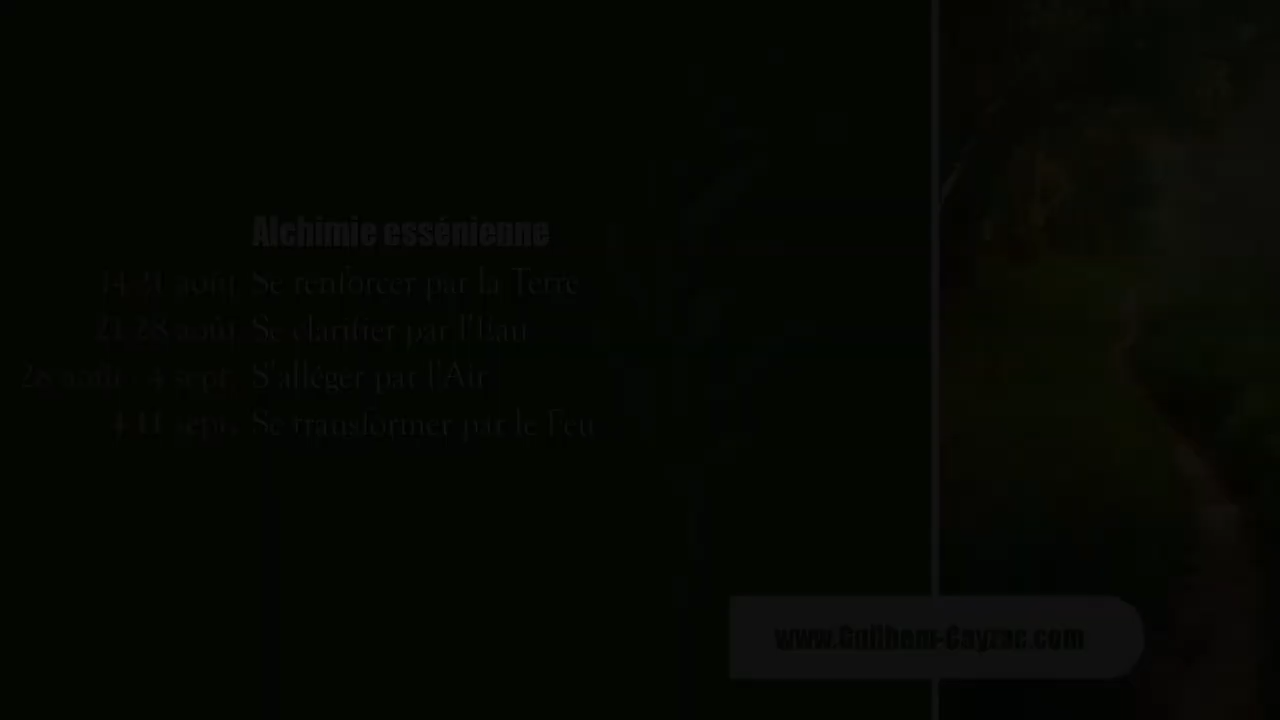 Alchimie essénienne
14-21 août, Se renforcer par la Terre
21-28 août, Se clarifier par l'Eau
28 août - 4 sept, S'alléger par l'Air
4-11 sept, Se transformer par le Feu
www.Guilhem-Cayzac.com